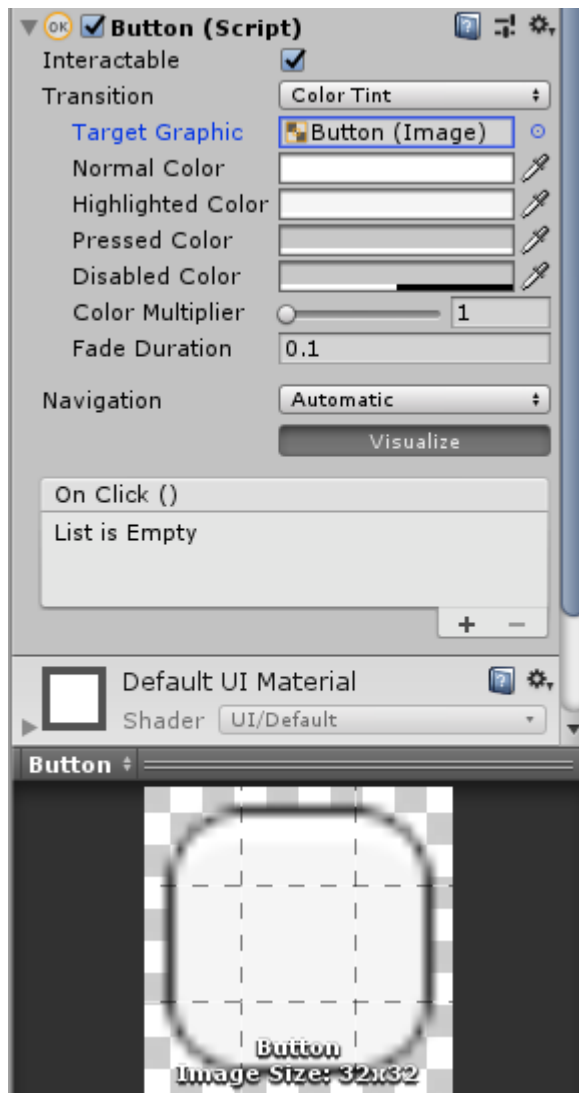 OK Button (Script)
Interactable
Transition Color Tint
Target Graphic Button (Image)
Normal Color
Highlighted Color
Pressed Color
Disabled Color
Color Multiplier 1
Fade Duration 0.1
Navigation Automatic
Visualize
On Click ()
List is Empty
+ −
Default UI Material
Shader UI/Default
Button
Button
Image Size: 32x32